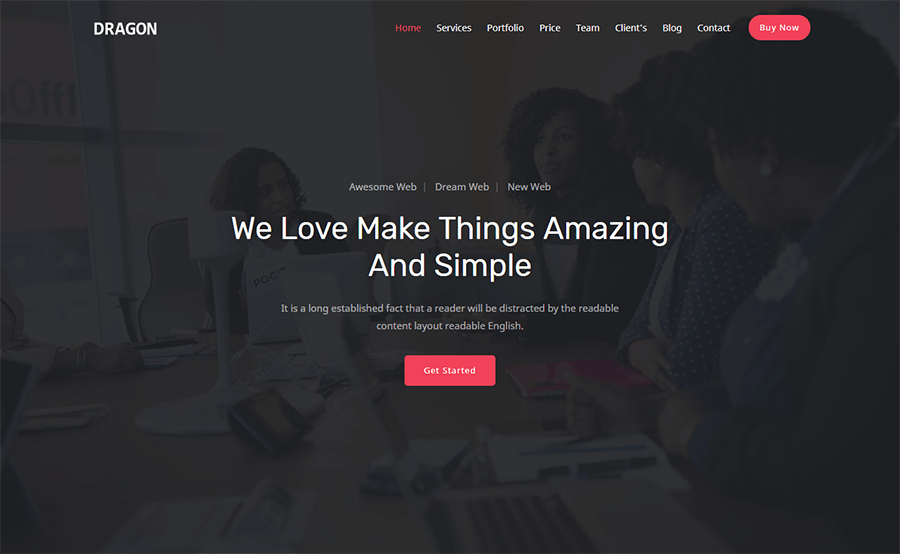 DRAGON
Home Services Portfolio Price Team Client's Blog Contact Buy Now
Awesome Web | Dream Web | New Web
We Love Make Things Amazing
And Simple
It is a long established fact that a reader will be distracted by the readable
content layout readable English.
Get Started